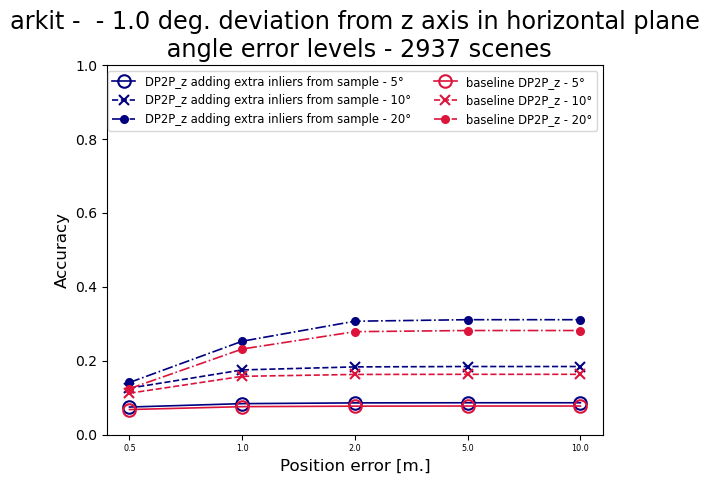 arkit - - 1.0 deg. deviation from z axis in horizontal plane
angle error levels - 2937 scenes
DP2P_z adding extra inliers from sample - 5°
DP2P_z adding extra inliers from sample - 10°
DP2P_z adding extra inliers from sample - 20°
baseline DP2P_z - 5°
baseline DP2P_z - 10°
baseline DP2P_z - 20°
Accuracy
1.0
0.8
0.6
0.4
0.2
0.0
0.5 1.0 2.0 5.0 10.0
Position error [m.]